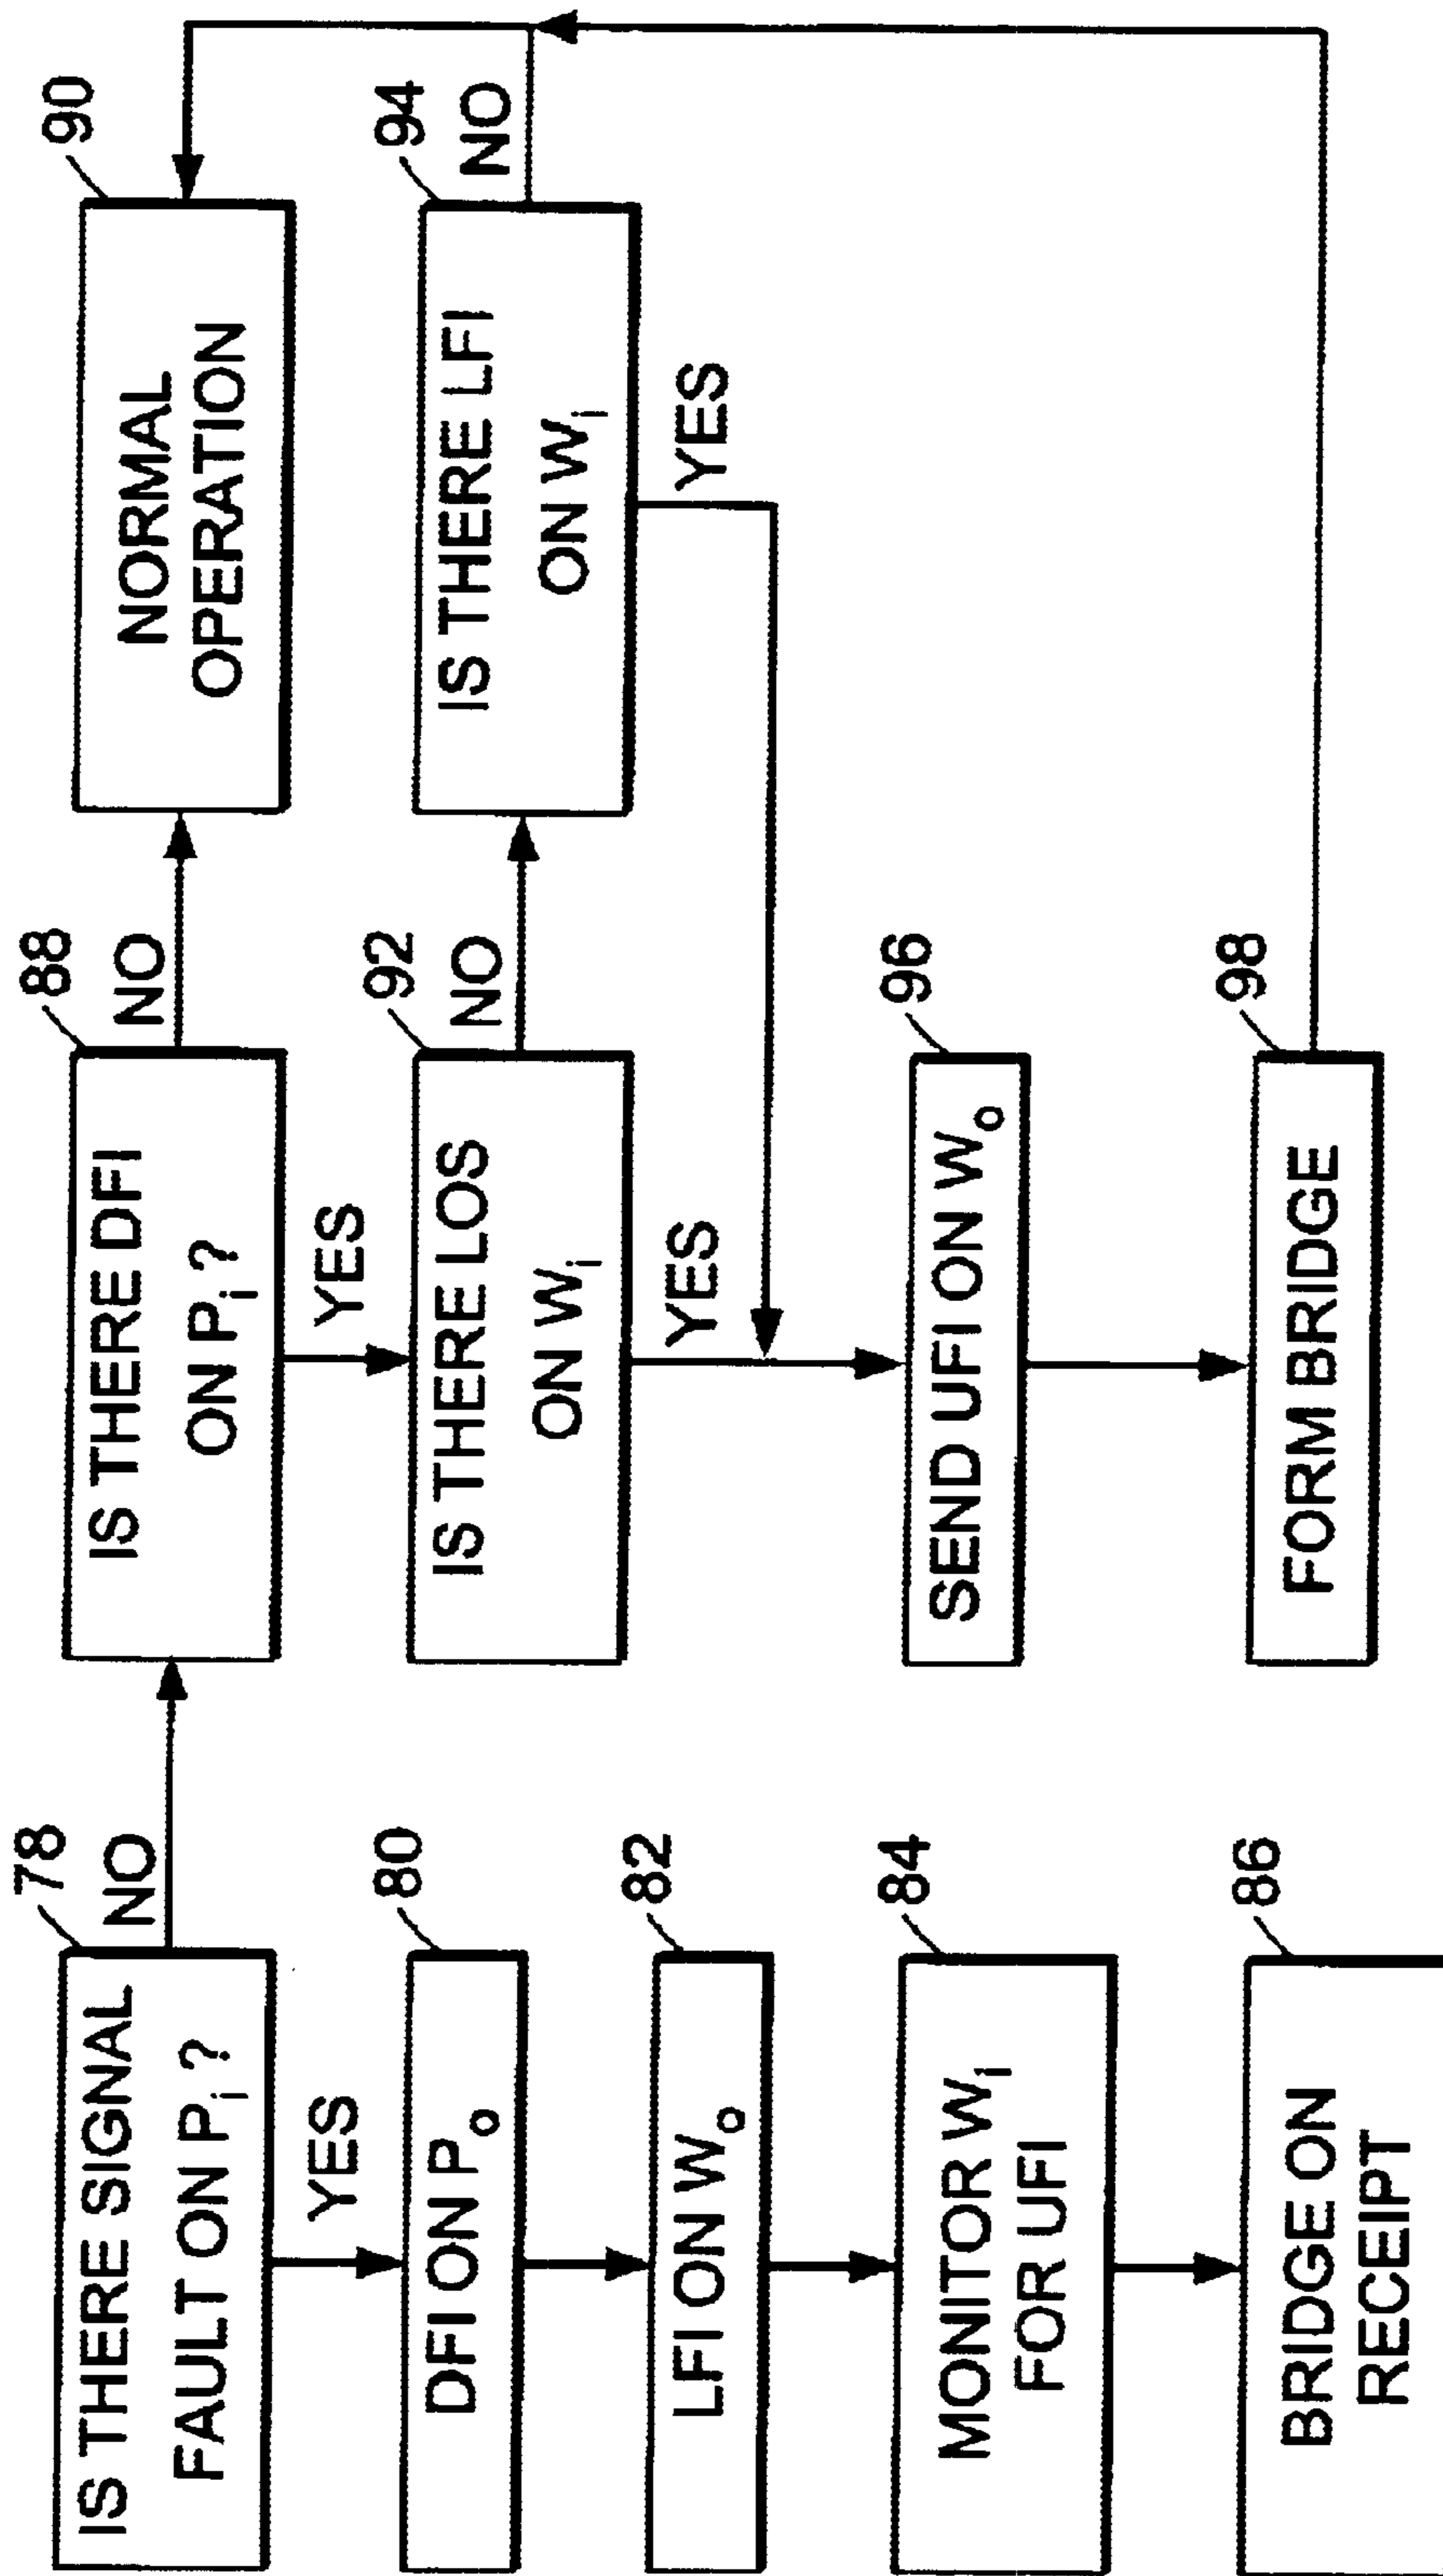 78
IS THERE SIGNAL
FAULT ON Pi ?
NO
YES
80
DFI ON Po
82
LFI ON Wo
84
MONITOR Wi
FOR UFI
86
BRIDGE ON
RECEIPT
88
IS THERE DFI
ON Pi ?
NO
YES
92
IS THERE LOS
ON Wi
NO
YES
96
SEND UFI ON Wo
98
FORM BRIDGE
90
NORMAL
OPERATION
94
IS THERE LFI
ON Wi
NO
YES